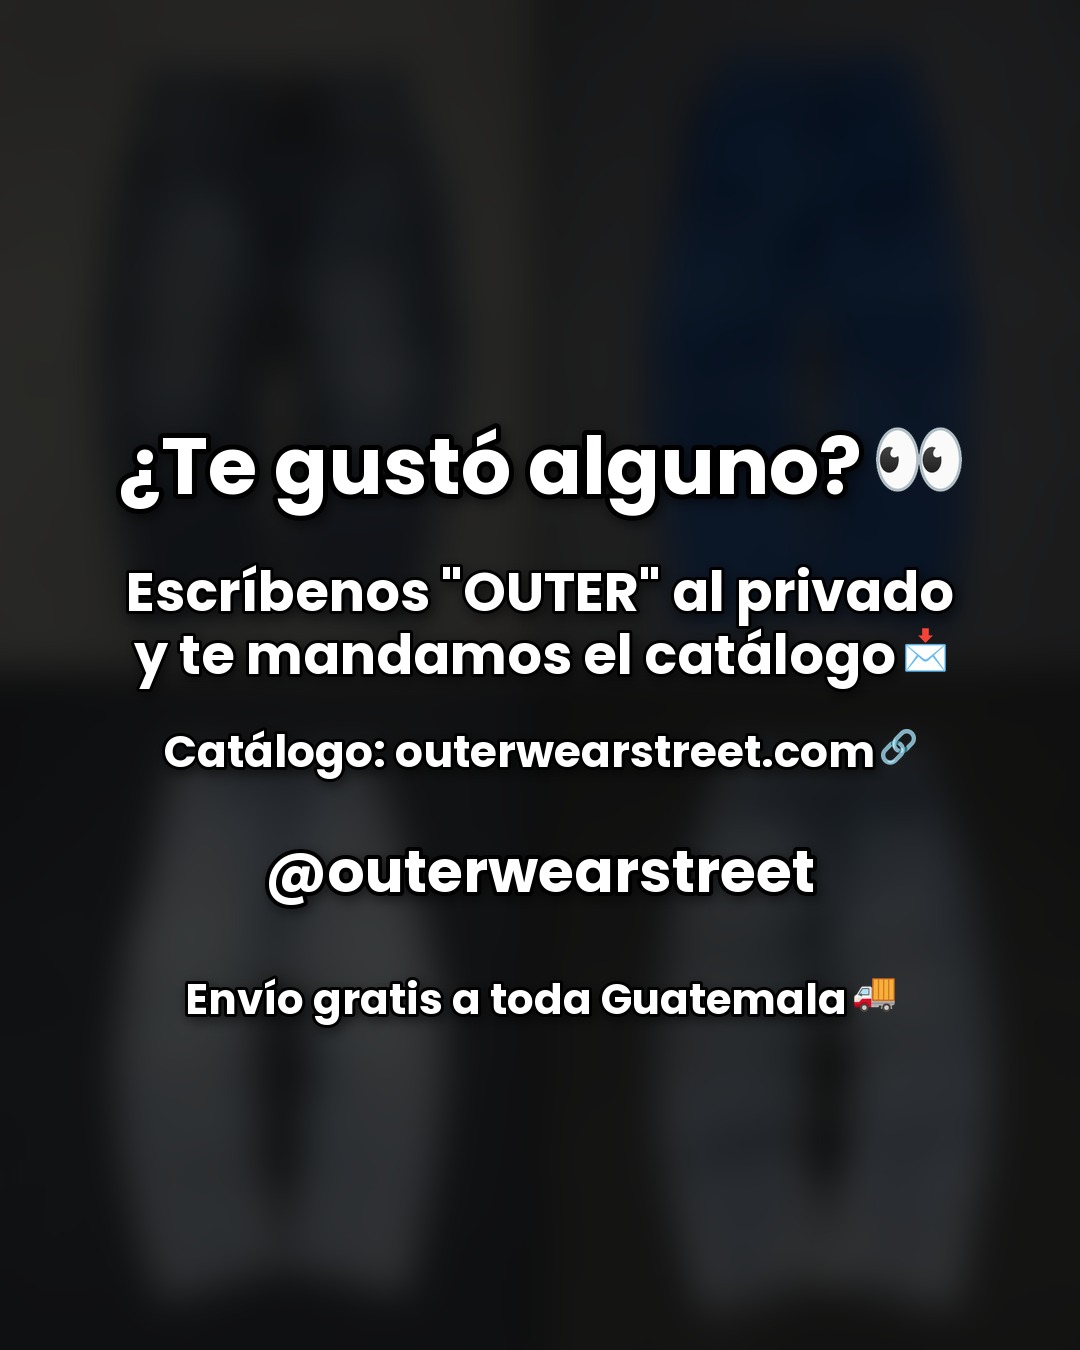 ¿Te gustó alguno? 👀
Escríbenos "OUTER" al privado
y te mandamos el catálogo 📩
Catálogo: outerwearstreet.com 🔗
@outerwearstreet
Envío gratis a toda Guatemala 🚚